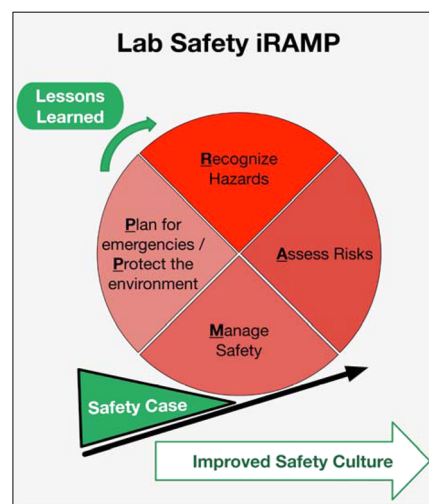 Lab Safety iRAMP
Lessons
Learned
Recognize
Hazards
Plan for
emergencies /
Protect the
environment
Assess Risks
Manage
Safety
Safety Case
Improved Safety Culture